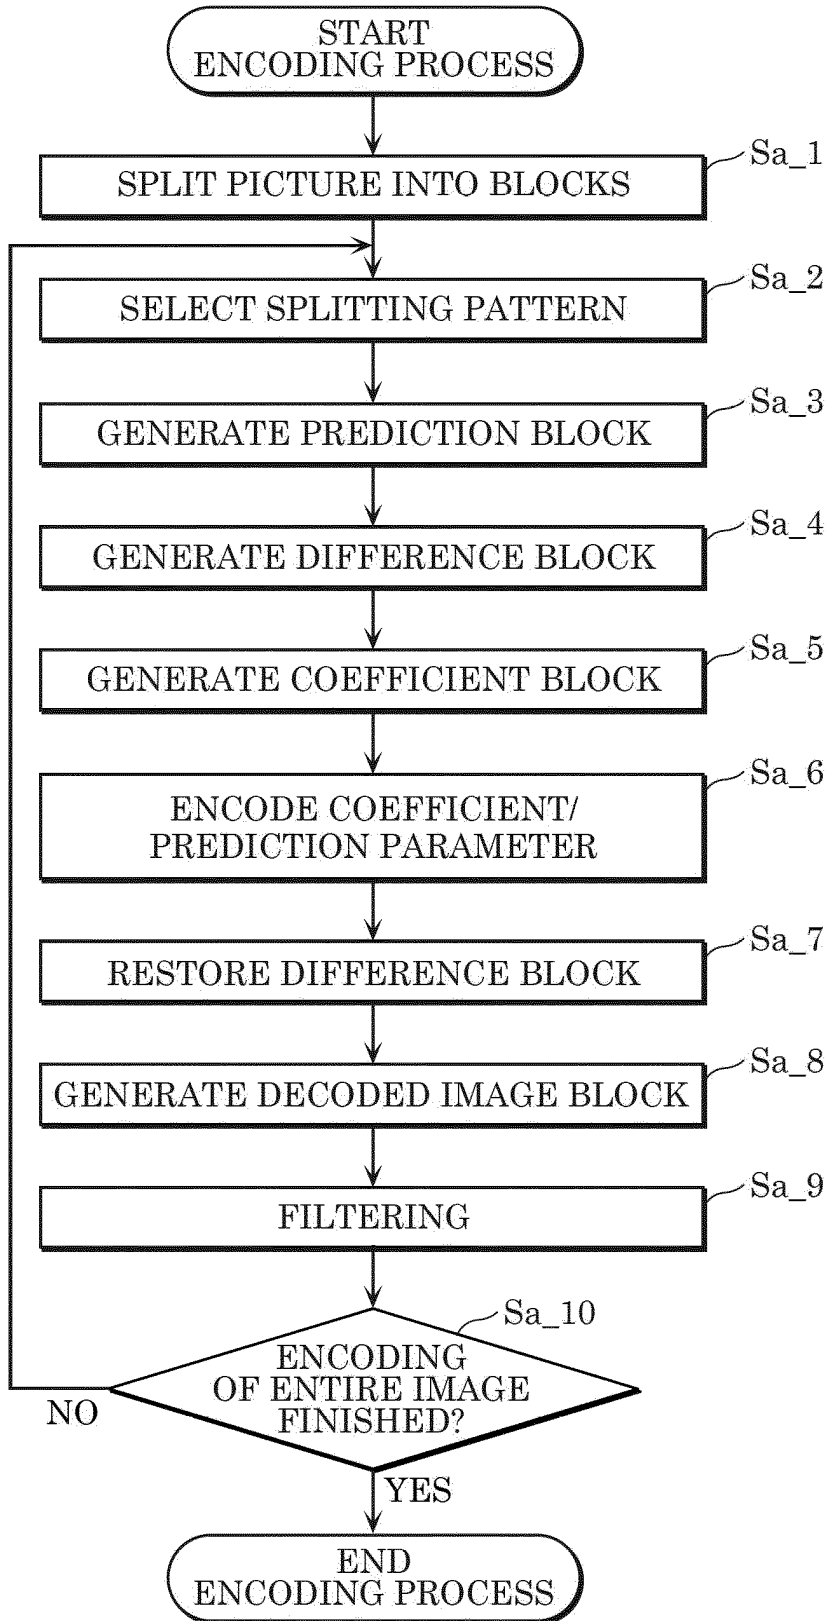 START
ENCODING PROCESS
Sa_1
SPLIT PICTURE INTO BLOCKS
Sa_2
SELECT SPLITTING PATTERN
Sa_3
GENERATE PREDICTION BLOCK
Sa_4
GENERATE DIFFERENCE BLOCK
Sa_5
GENERATE COEFFICIENT BLOCK
Sa_6
ENCODE COEFFICIENT/
PREDICTION PARAMETER
Sa_7
RESTORE DIFFERENCE BLOCK
Sa_8
GENERATE DECODED IMAGE BLOCK
Sa_9
FILTERING
Sa_10
ENCODING
OF ENTIRE IMAGE
FINISHED?
NO
YES
END
ENCODING PROCESS